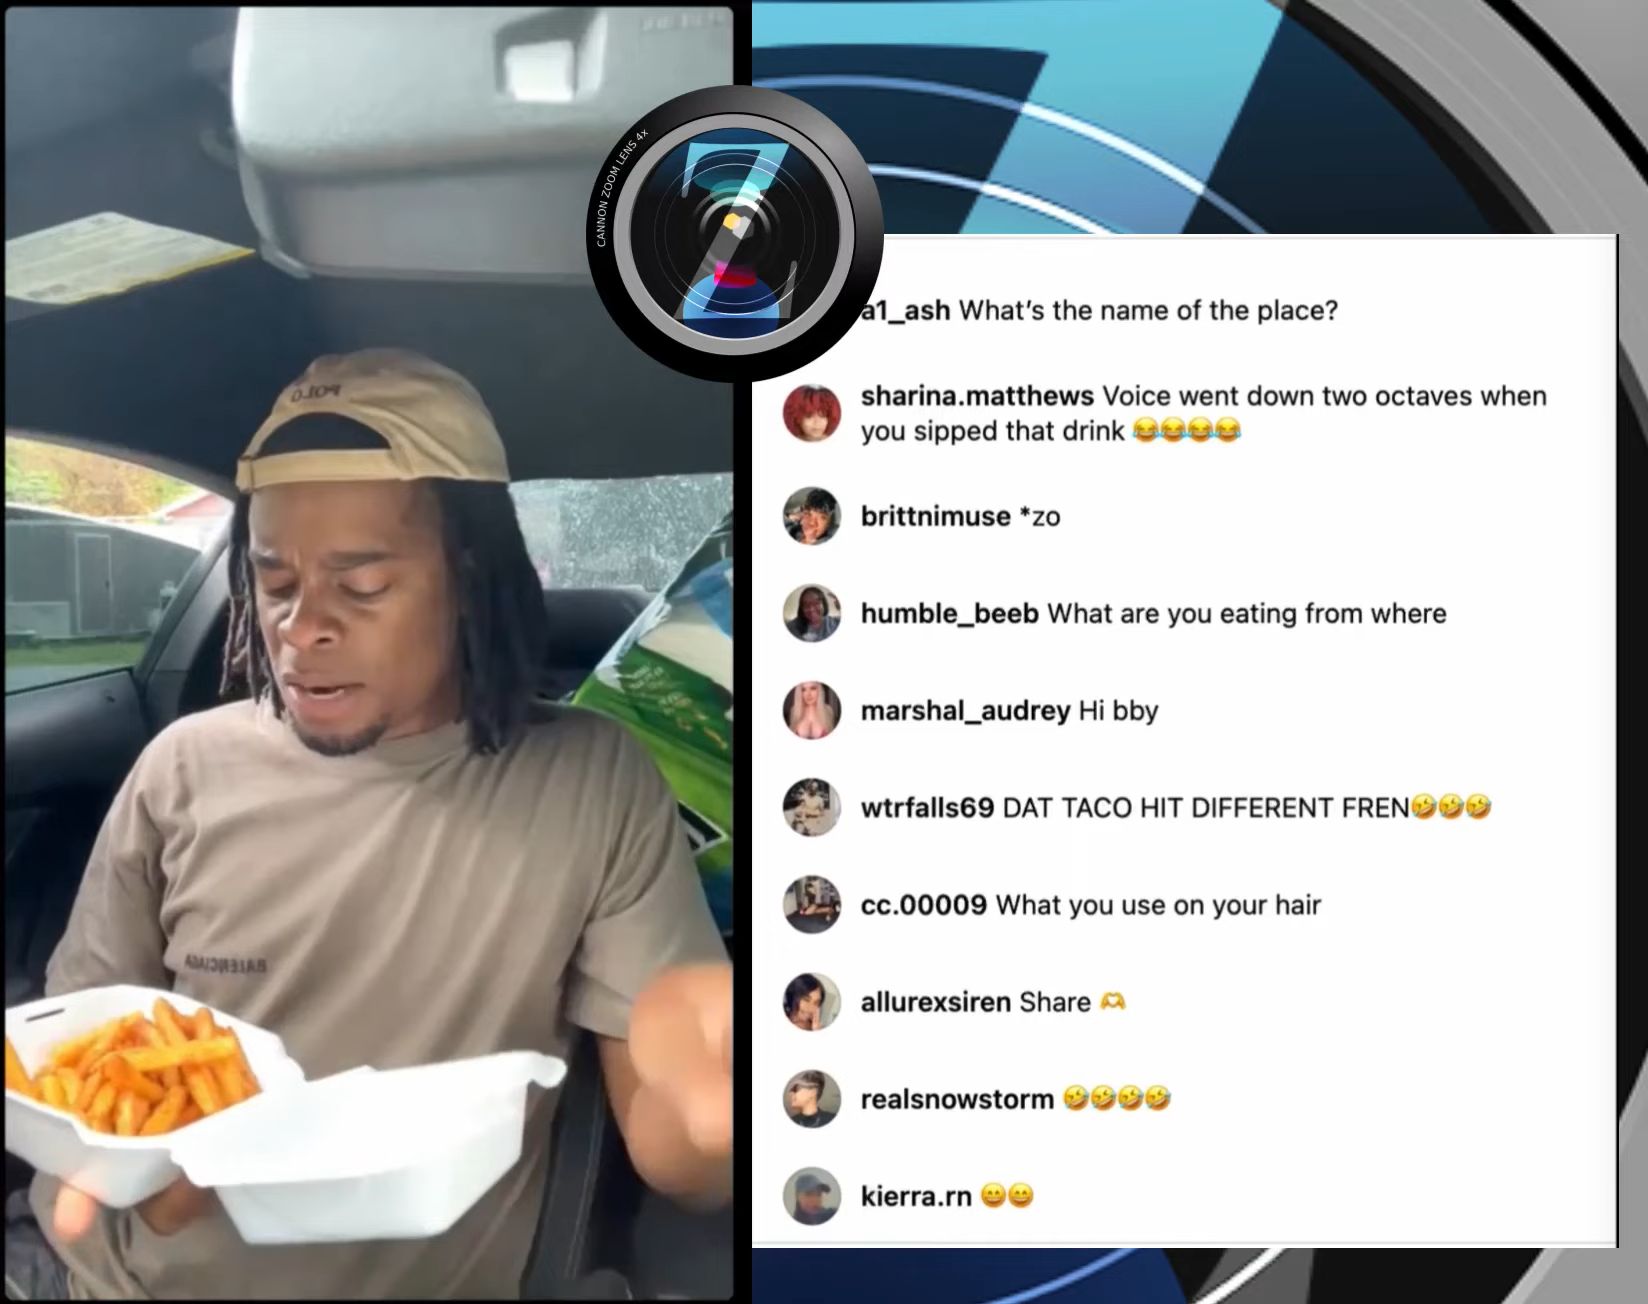 POLO
BALENCIAGA
CANNON ZOOM LENS 4x
a1_ash What's the name of the place?
sharina.matthews Voice went down two octaves when
you sipped that drink 😂😂😂😂
brittnimuse *zo
humble_beeb What are you eating from where
marshal_audrey Hi bby
wtrfalls69 DAT TACO HIT DIFFERENT FREN🤣🤣🤣
cc.00009 What you use on your hair
allurexsiren Share 🫶
realsnowstorm 🤣🤣🤣🤣
kierra.rn 😄😄